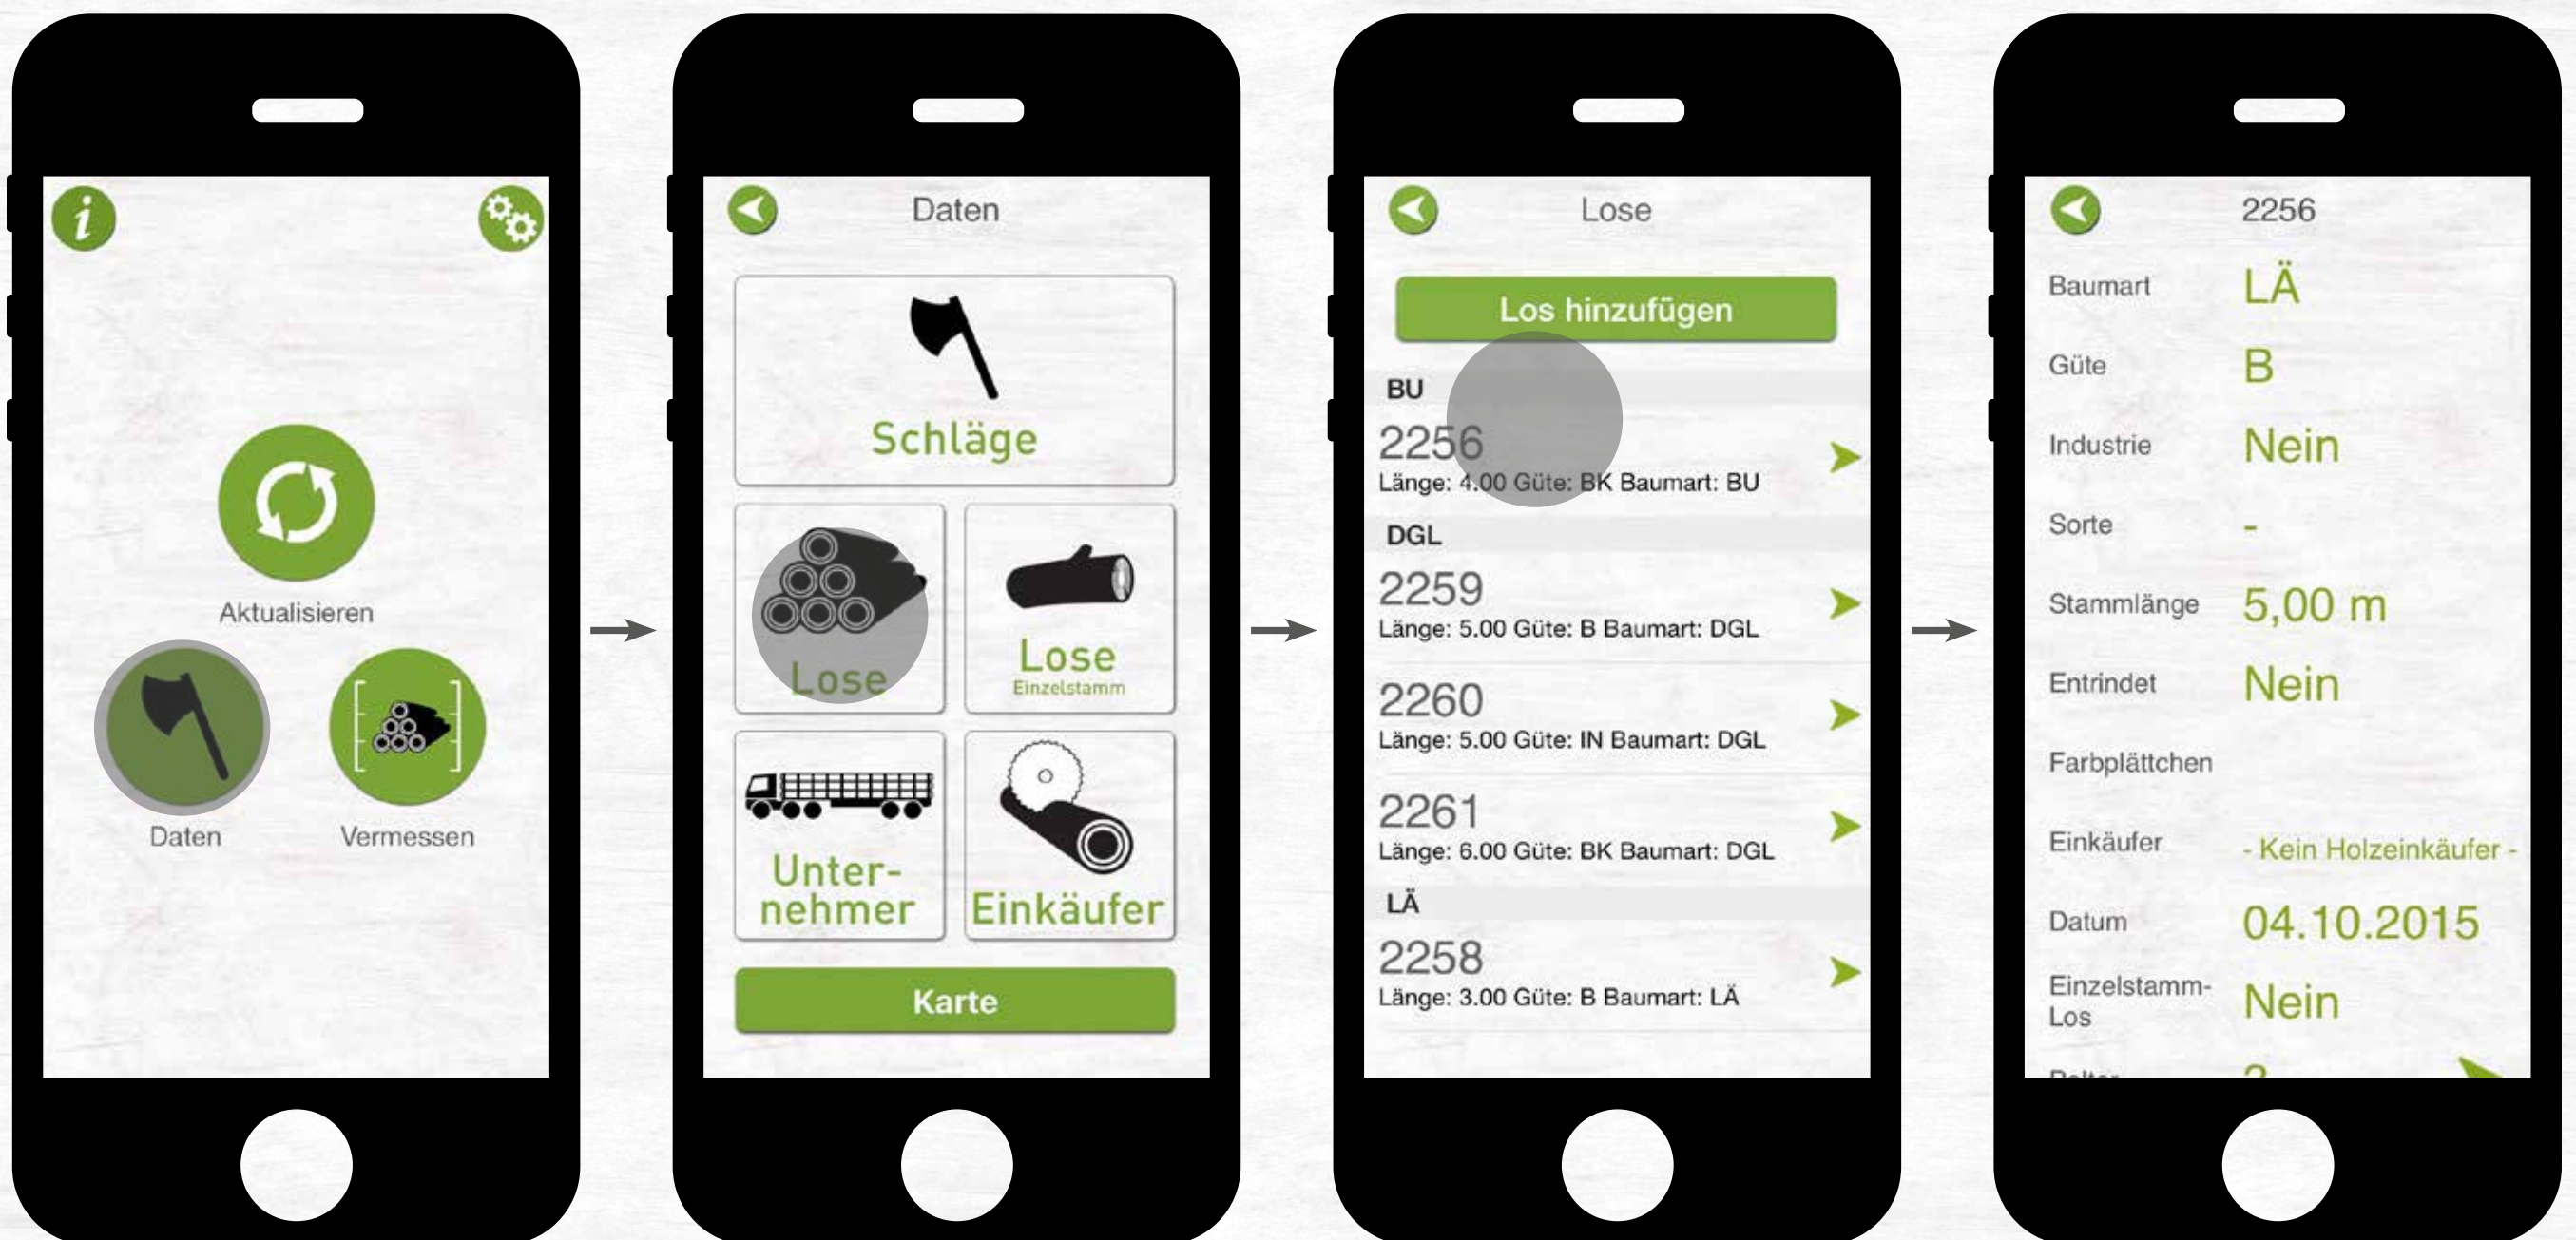 i
Aktualisieren
Daten
Vermessen
Daten
Schläge
Lose
Lose
Einzelstamm
Unter-
nehmer
Einkäufer
Karte
Lose
Los hinzufügen
BU
2256
Länge: 4.00 Güte: BK Baumart: BU
DGL
2259
Länge: 5.00 Güte: B Baumart: DGL
2260
Länge: 5.00 Güte: IN Baumart: DGL
2261
Länge: 6.00 Güte: BK Baumart: DGL
LÄ
2258
Länge: 3.00 Güte: B Baumart: LÄ
2256
Baumart LÄ
Güte B
Industrie Nein
Sorte -
Stammlänge 5,00 m
Entrindet Nein
Farbplättchen
Einkäufer - Kein Holzeinkäufer -
Datum 04.10.2015
Einzelstamm-
Los Nein